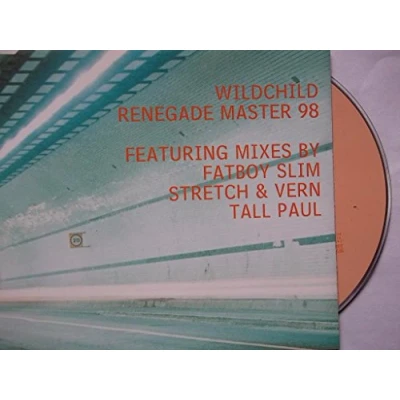 WILDCHILD
RENEGADE MASTER 98
FEATURING MIXES BY
FATBOY SLIM
STRETCH & VERN
TALL PAUL